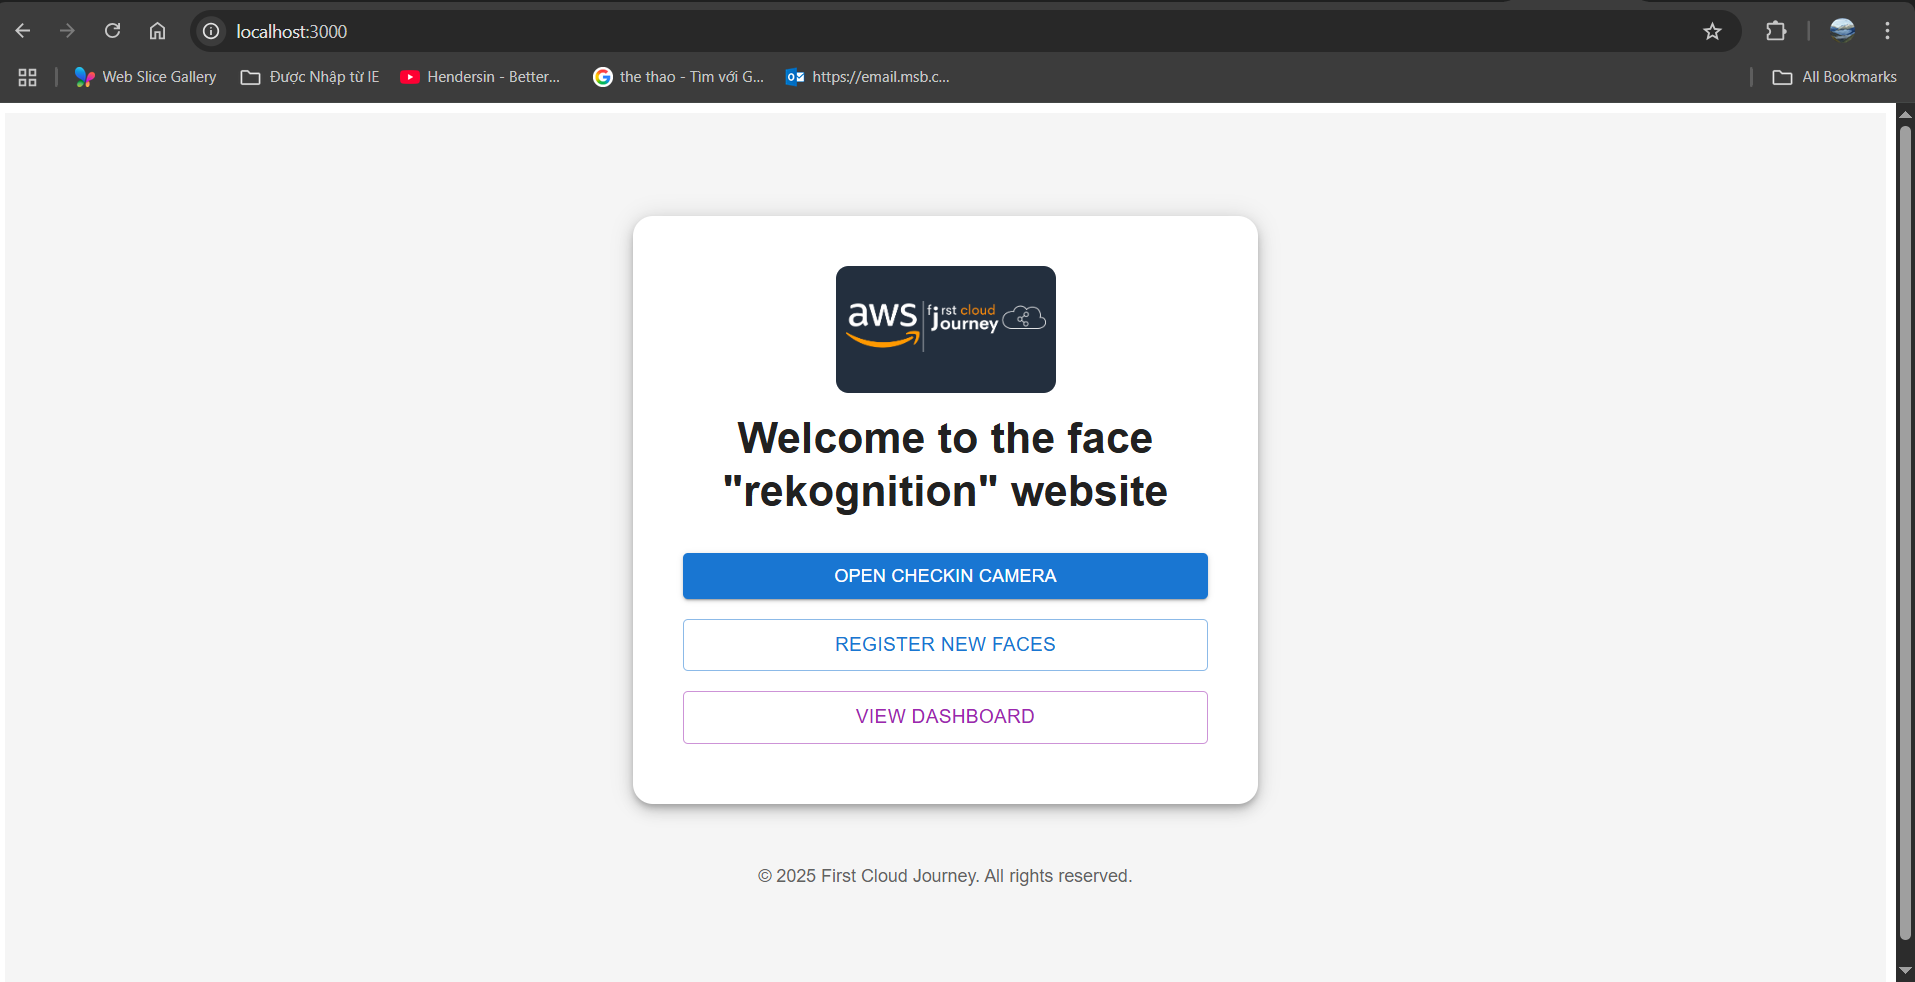 localhost:3000
Web Slice Gallery
Được Nhập từ IE
Hendersin - Better...
the thao - Tìm với G...
https://email.msb.c...
All Bookmarks
aws
first cloud
Journey
Welcome to the face
"rekognition" website
OPEN CHECKIN CAMERA
REGISTER NEW FACES
VIEW DASHBOARD
© 2025 First Cloud Journey. All rights reserved.